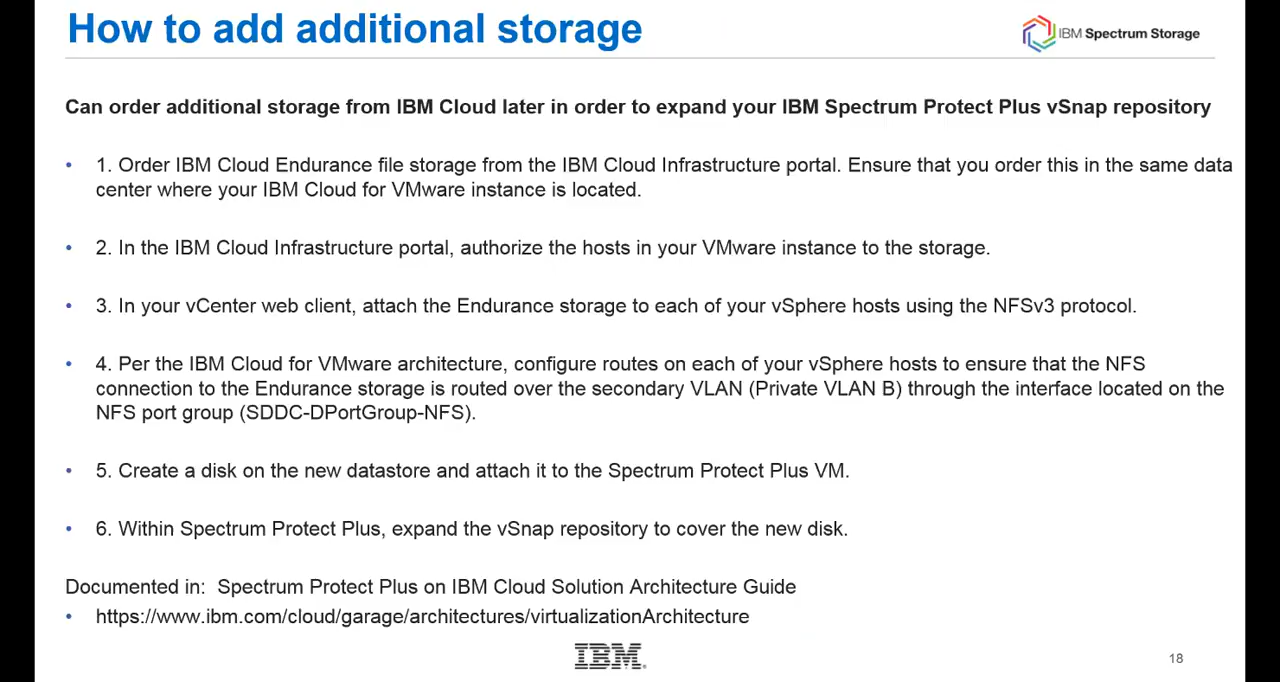 How to add additional storage
IBM Spectrum Storage
Can order additional storage from IBM Cloud later in order to expand your IBM Spectrum Protect Plus vSnap repository
• 1. Order IBM Cloud Endurance file storage from the IBM Cloud Infrastructure portal. Ensure that you order this in the same data
center where your IBM Cloud for VMware instance is located.
• 2. In the IBM Cloud Infrastructure portal, authorize the hosts in your VMware instance to the storage.
• 3. In your vCenter web client, attach the Endurance storage to each of your vSphere hosts using the NFSv3 protocol.
• 4. Per the IBM Cloud for VMware architecture, configure routes on each of your vSphere hosts to ensure that the NFS
connection to the Endurance storage is routed over the secondary VLAN (Private VLAN B) through the interface located on the
NFS port group (SDDC-DPortGroup-NFS).
• 5. Create a disk on the new datastore and attach it to the Spectrum Protect Plus VM.
• 6. Within Spectrum Protect Plus, expand the vSnap repository to cover the new disk.
Documented in:  Spectrum Protect Plus on IBM Cloud Solution Architecture Guide
• https://www.ibm.com/cloud/garage/architectures/virtualizationArchitecture
IBM®
18